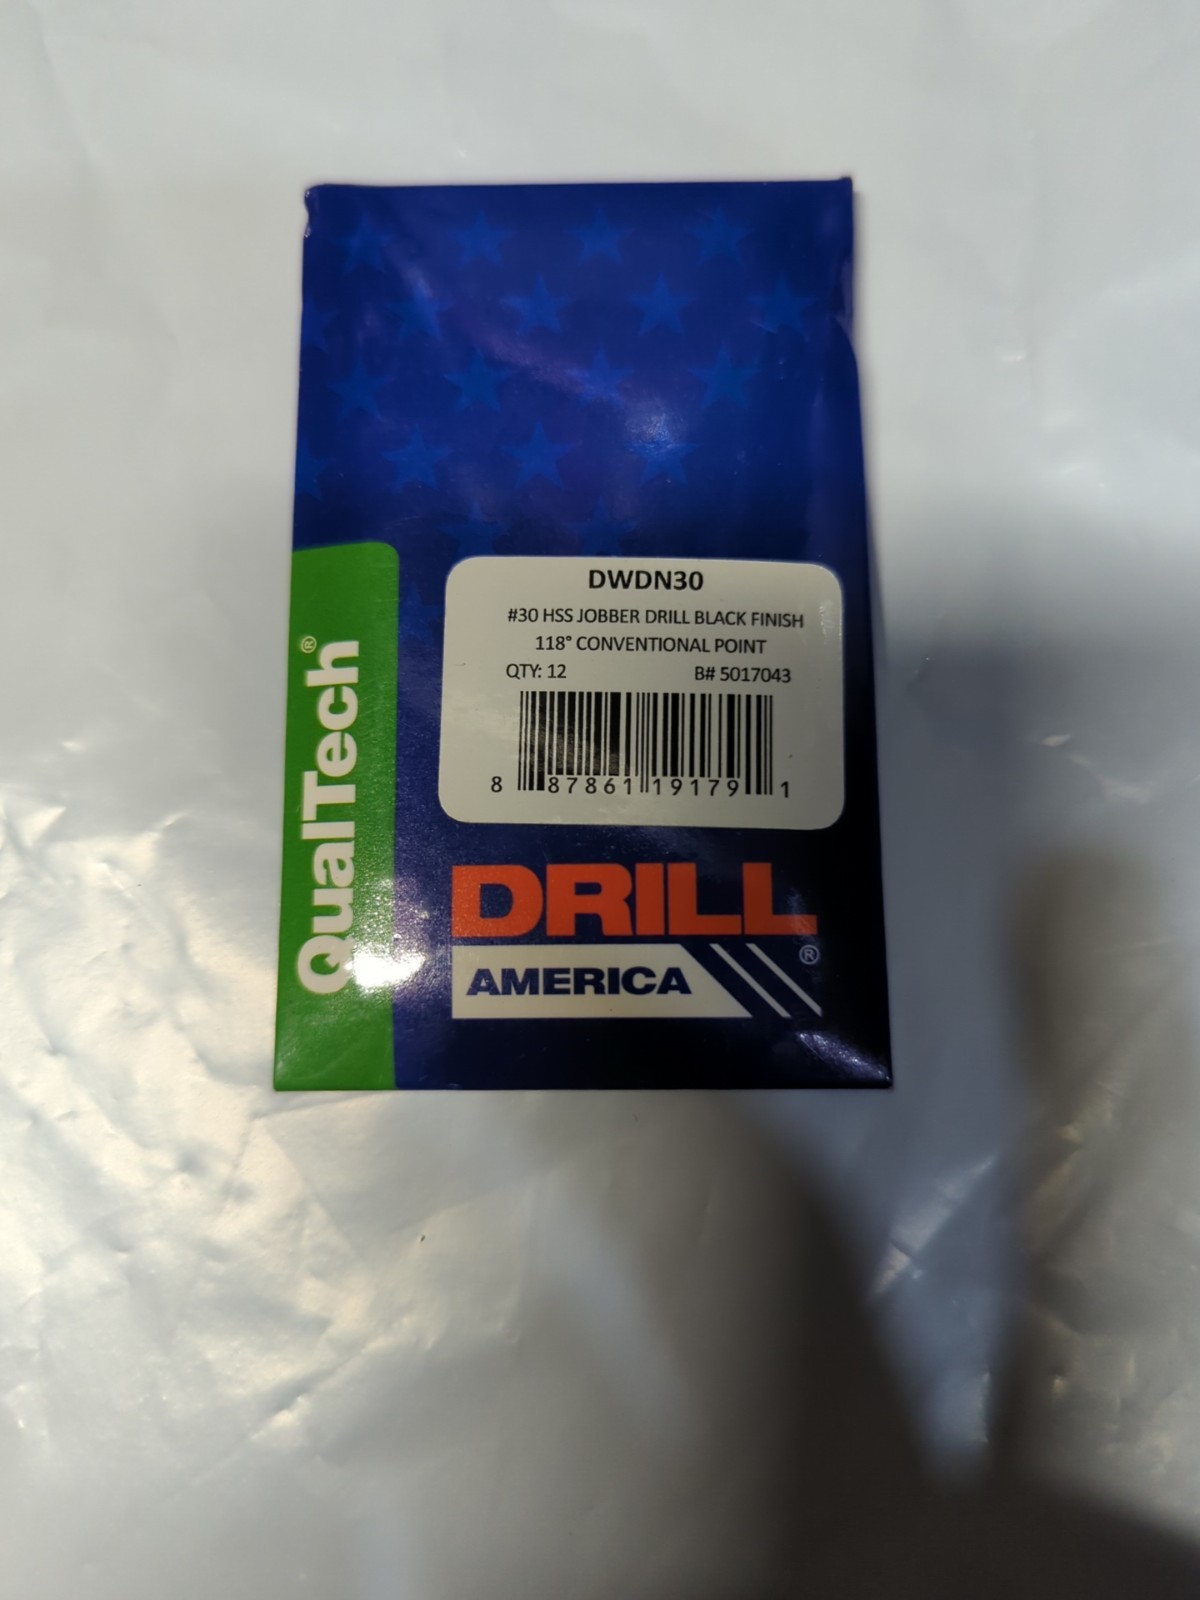 DWDN30
#30 HSS JOBBER DRILL BLACK FINISH
118° CONVENTIONAL POINT
QTY: 12 B# 5017043
8 87861 19179 1
QualTech®
DRILL
AMERICA®